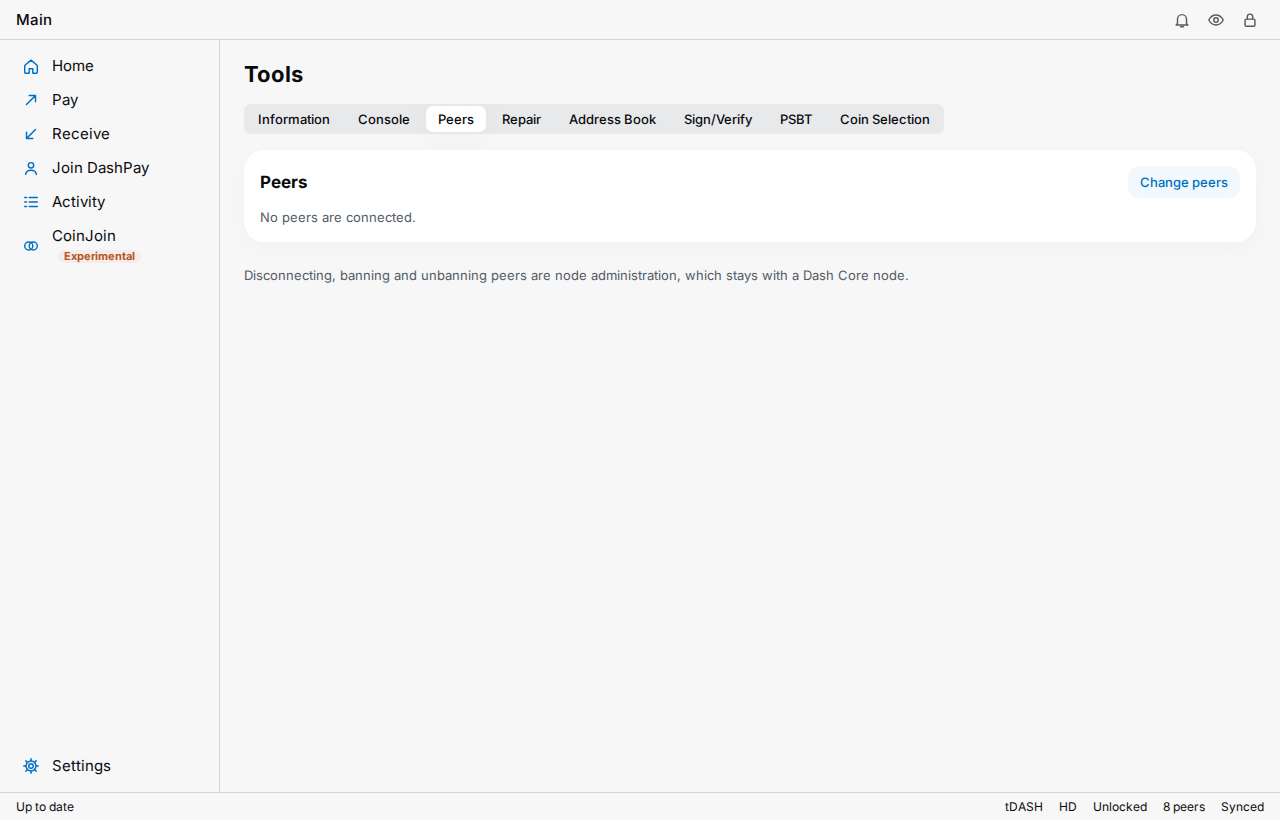 Main
Home
Pay
Receive
Join DashPay
Activity
CoinJoin
Experimental
Settings
Tools
Information Console Peers Repair Address Book Sign/Verify PSBT Coin Selection
Peers Change peers
No peers are connected.
Disconnecting, banning and unbanning peers are node administration, which stays with a Dash Core node.
Up to date tDASH HD Unlocked 8 peers Synced